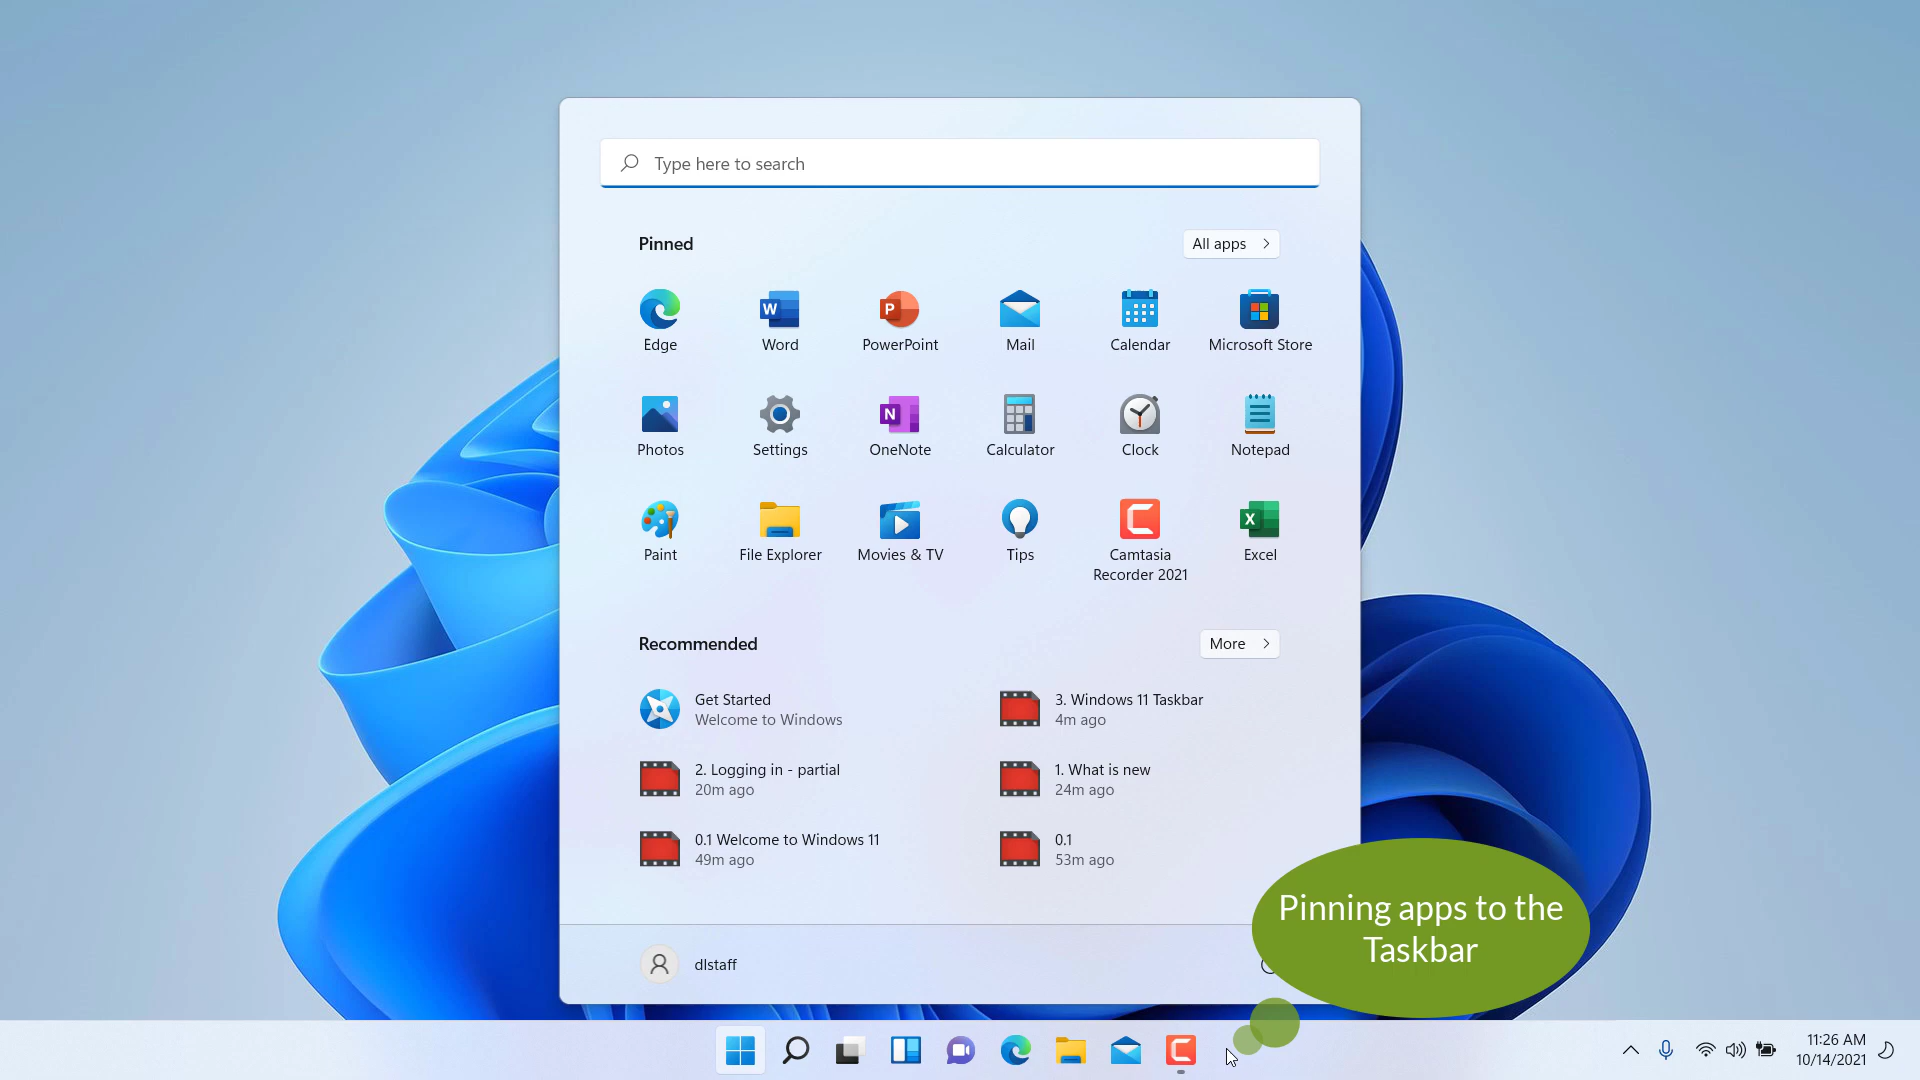 Type here to search
Pinned
All apps
Edge
Word
PowerPoint
Mail
Calendar
Microsoft Store
Photos
Settings
OneNote
Calculator
Clock
Notepad
Paint
File Explorer
Movies & TV
Tips
Camtasia
Recorder 2021
Excel
Recommended
More
Get Started
Welcome to Windows
3. Windows 11 Taskbar
4m ago
2. Logging in - partial
20m ago
1. What is new
24m ago
0.1 Welcome to Windows 11
49m ago
0.1
53m ago
Pinning apps to the
Taskbar
dlstaff
11:26 AM
10/14/2021